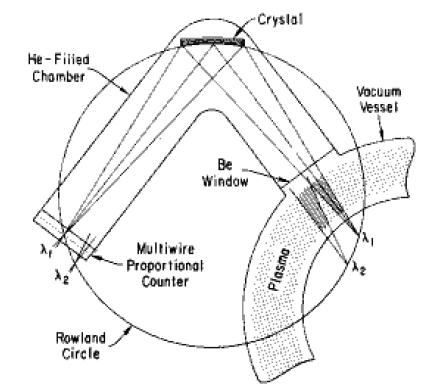 Crystal
He-Filled
Chamber
Vacuum
Vessel
Be
Window
λ1
λ2
Multiwire
Proportional
Counter
Plasma
λ1
λ2
Rowland
Circle